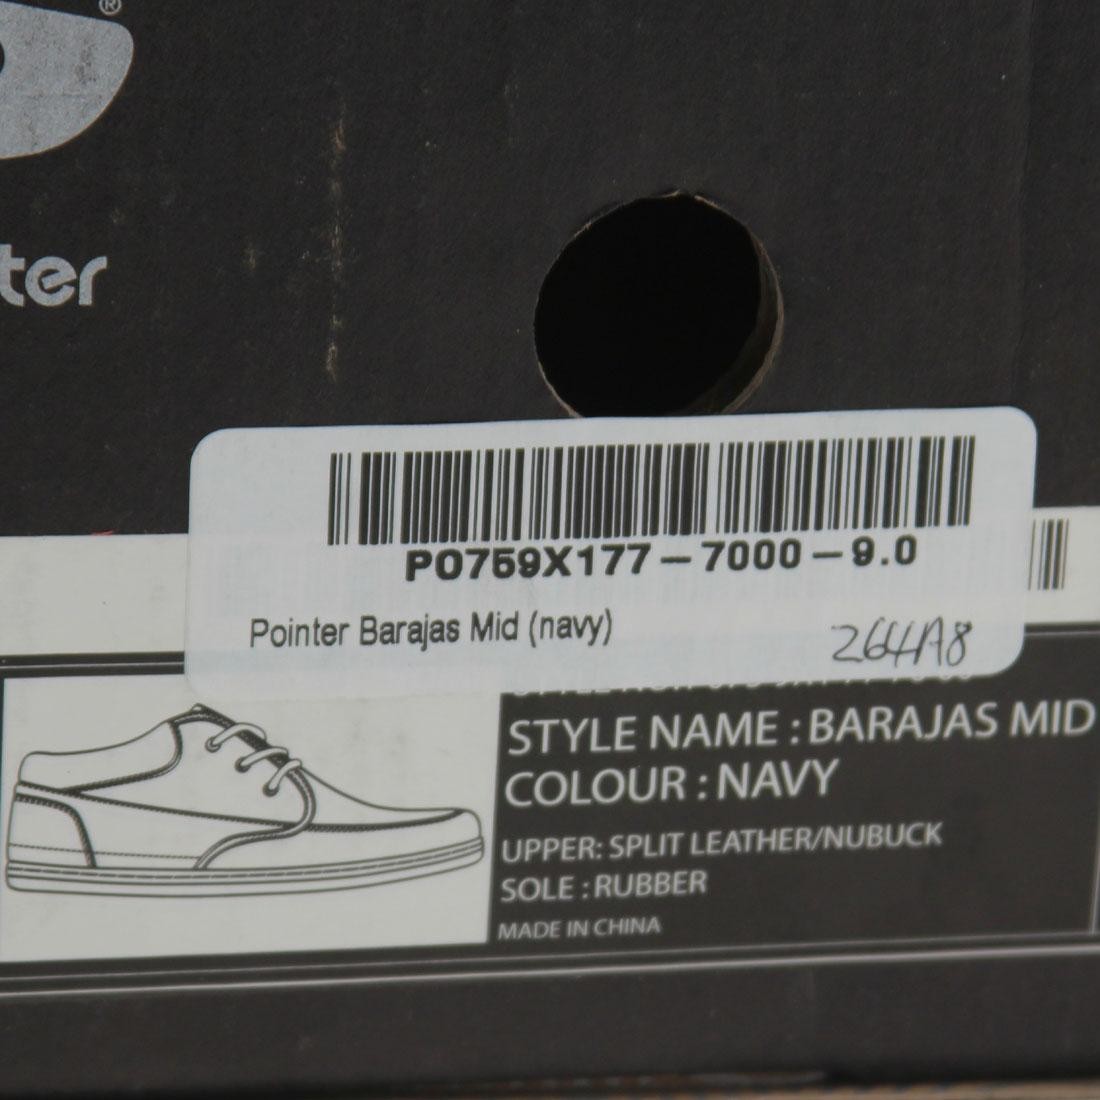 ®
ter
PO759X177-7000-9.0
Pointer Barajas Mid (navy)
264A8
STYLE NAME : BARAJAS MID
COLOUR : NAVY
UPPER: SPLIT LEATHER/NUBUCK
SOLE : RUBBER
MADE IN CHINA